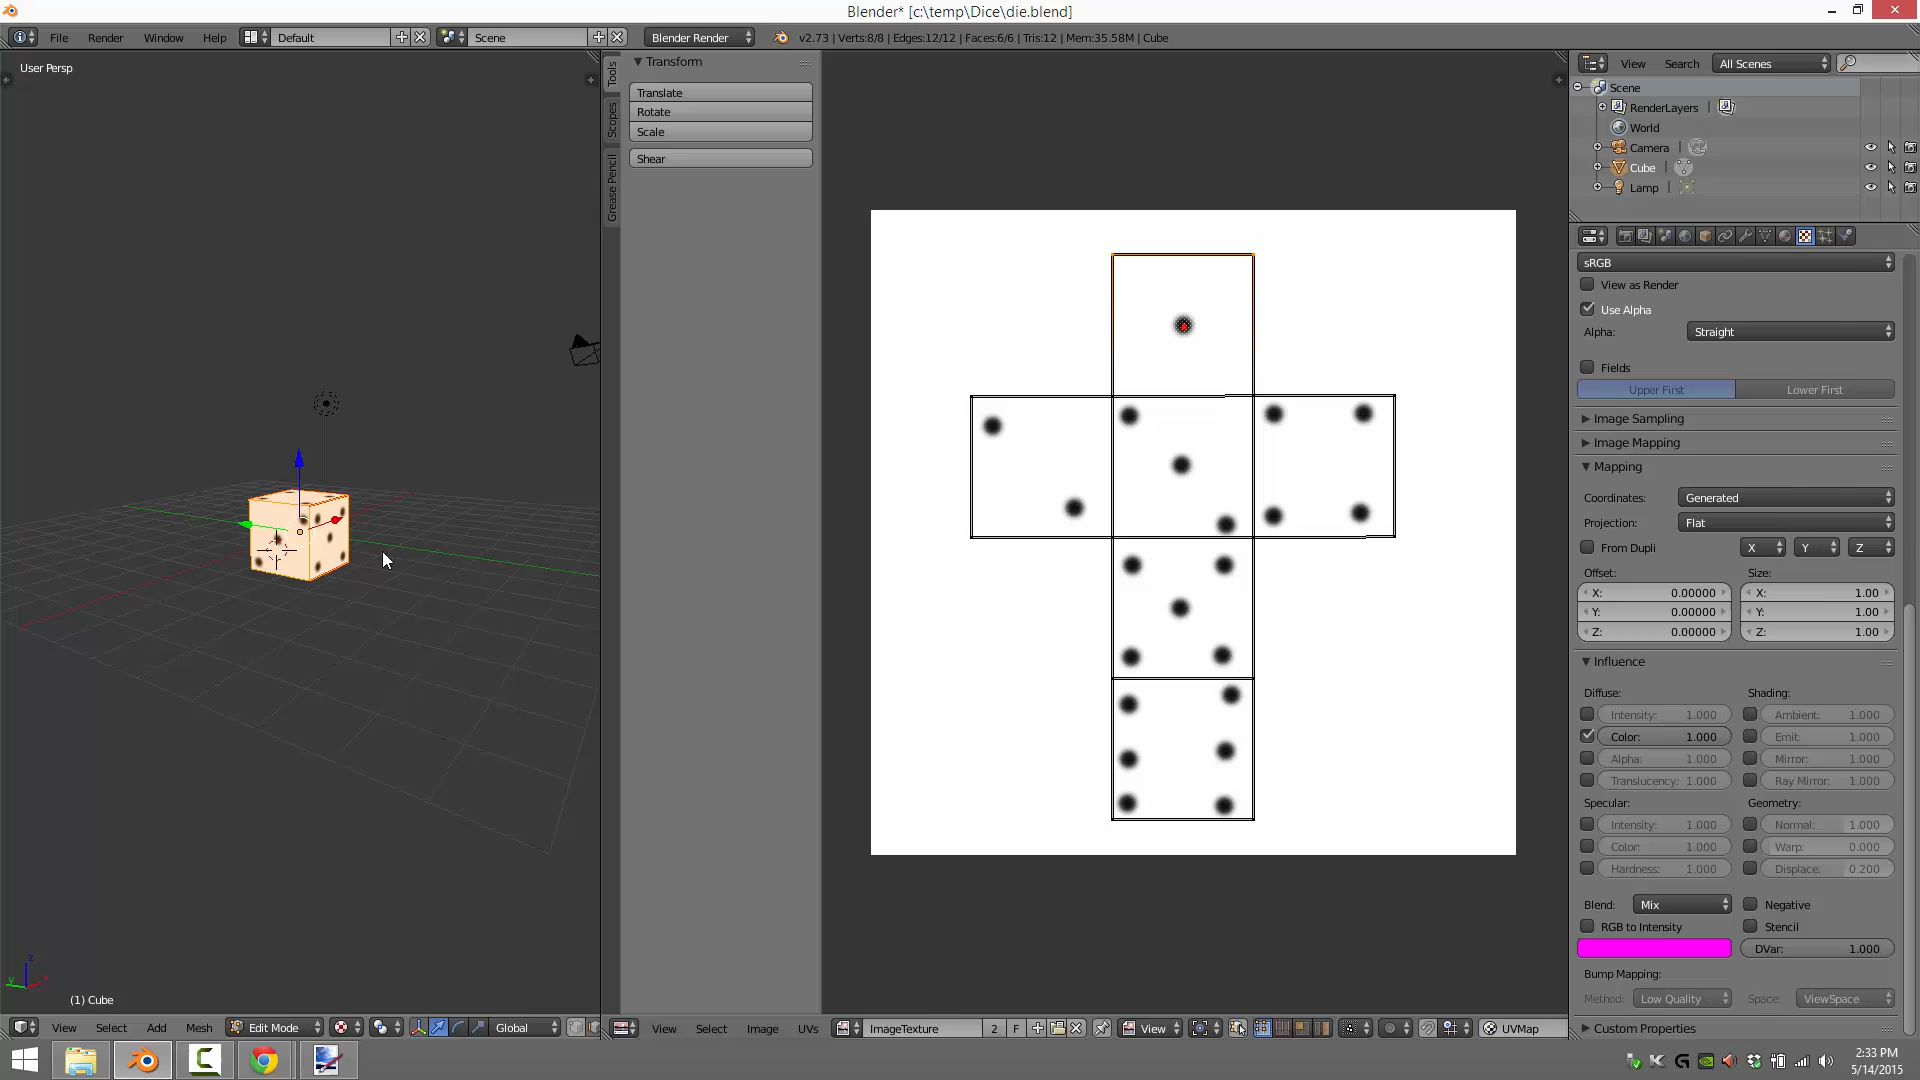 Blender* [c:\temp\Dice\die.blend]
File Render Window Help Default Scene Blender Render v2.73 | Verts:8/8 | Edges:12/12 | Faces:6/6 | Tris:12 | Mem:35.58M | Cube
User Persp
(1) Cube
View Select Add Mesh Edit Mode Global
Tools
Scopes
Grease Pencil
Transform
Translate
Rotate
Scale
Shear
View Select Image UVs ImageTexture 2 F View UVMap
View Search All Scenes
Scene
RenderLayers
World
Camera
Cube
Lamp
sRGB
View as Render
Use Alpha
Alpha: Straight
Fields
Upper First Lower First
Image Sampling
Image Mapping
Mapping
Coordinates: Generated
Projection: Flat
From Dupli X Y Z
Offset: Size:
X: 0.00000 X: 1.00
Y: 0.00000 Y: 1.00
Z: 0.00000 Z: 1.00
Influence
Diffuse: Shading:
Intensity: 1.000 Ambient: 1.000
Color: 1.000 Emit: 1.000
Alpha: 1.000 Mirror: 1.000
Translucency: 1.000 Ray Mirror: 1.000
Specular: Geometry:
Intensity: 1.000 Normal: 1.000
Color: 1.000 Warp: 0.000
Hardness: 1.000 Displace: 0.200
Blend: Mix Negative
RGB to Intensity Stencil
DVar: 1.000
Bump Mapping:
Method: Low Quality Space: ViewSpace
Custom Properties
2:33 PM
5/14/2015